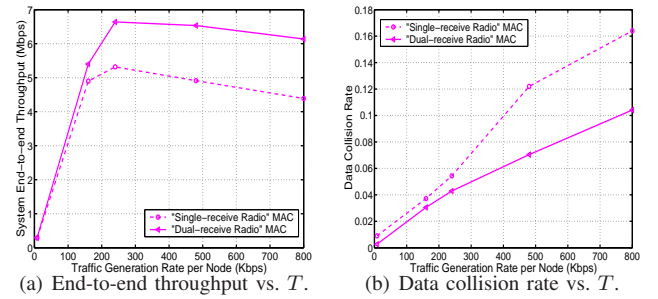 7
6
5
4
3
2
1
0
System End-to-end Throughput (Mbps)
"Single-receive Radio" MAC
"Dual-receive Radio" MAC
0 100 200 300 400 500 600 700 800
Traffic Generation Rate per Node (Kbps)
(a) End-to-end throughput vs. T.
0.18
0.16
0.14
0.12
0.1
0.08
0.06
0.04
0.02
0.00
Data Collision Rate
"Single-receive Radio" MAC
"Dual-receive Radio" MAC
0 100 200 300 400 500 600 700 800
Traffic Generation Rate per Node (Kbps)
(b) Data collision rate vs. T.